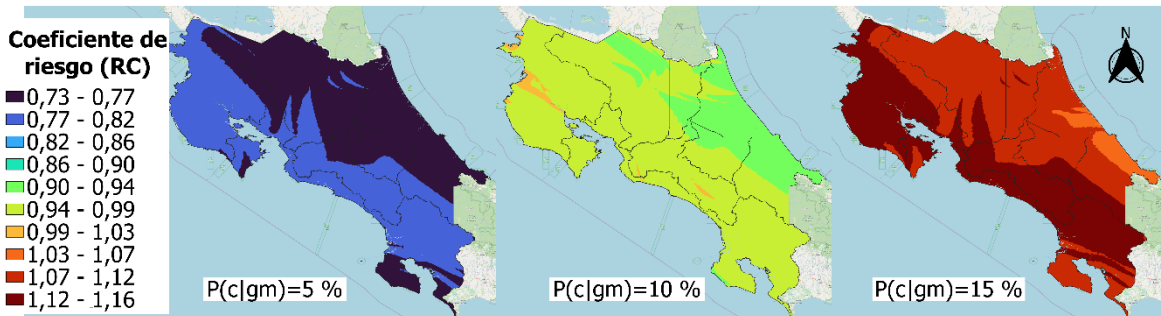 Coeficiente de
riesgo (RC)
0,73 - 0,77
0,77 - 0,82
0,82 - 0,86
0,86 - 0,90
0,90 - 0,94
0,94 - 0,99
0,99 - 1,03
1,03 - 1,07
1,07 - 1,12
1,12 - 1,16
P(c|gm)=5 %
P(c|gm)=10 %
P(c|gm)=15 %
N